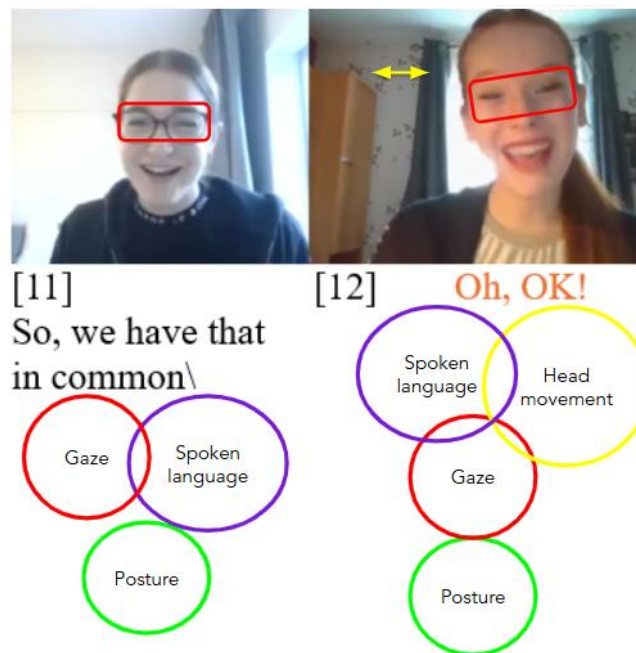 [11]
So, we have that
in common\
Gaze
Spoken
language
Posture
[12] Oh, OK!
Spoken
language
Head
movement
Gaze
Posture